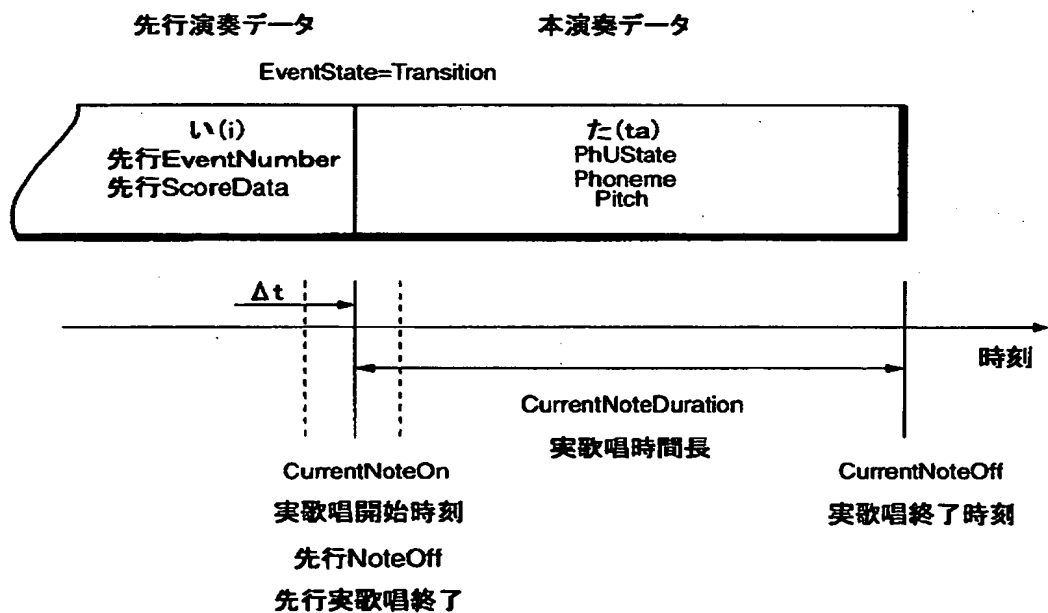 先行演奏データ
本演奏データ
EventState=Transition
い(i)
先行EventNumber
先行ScoreData
た(ta)
PhUState
Phoneme
Pitch
Δt
時刻
CurrentNoteDuration
実歌唱時間長
CurrentNoteOn
実歌唱開始時刻
先行NoteOff
先行実歌唱終了
CurrentNoteOff
実歌唱終了時刻